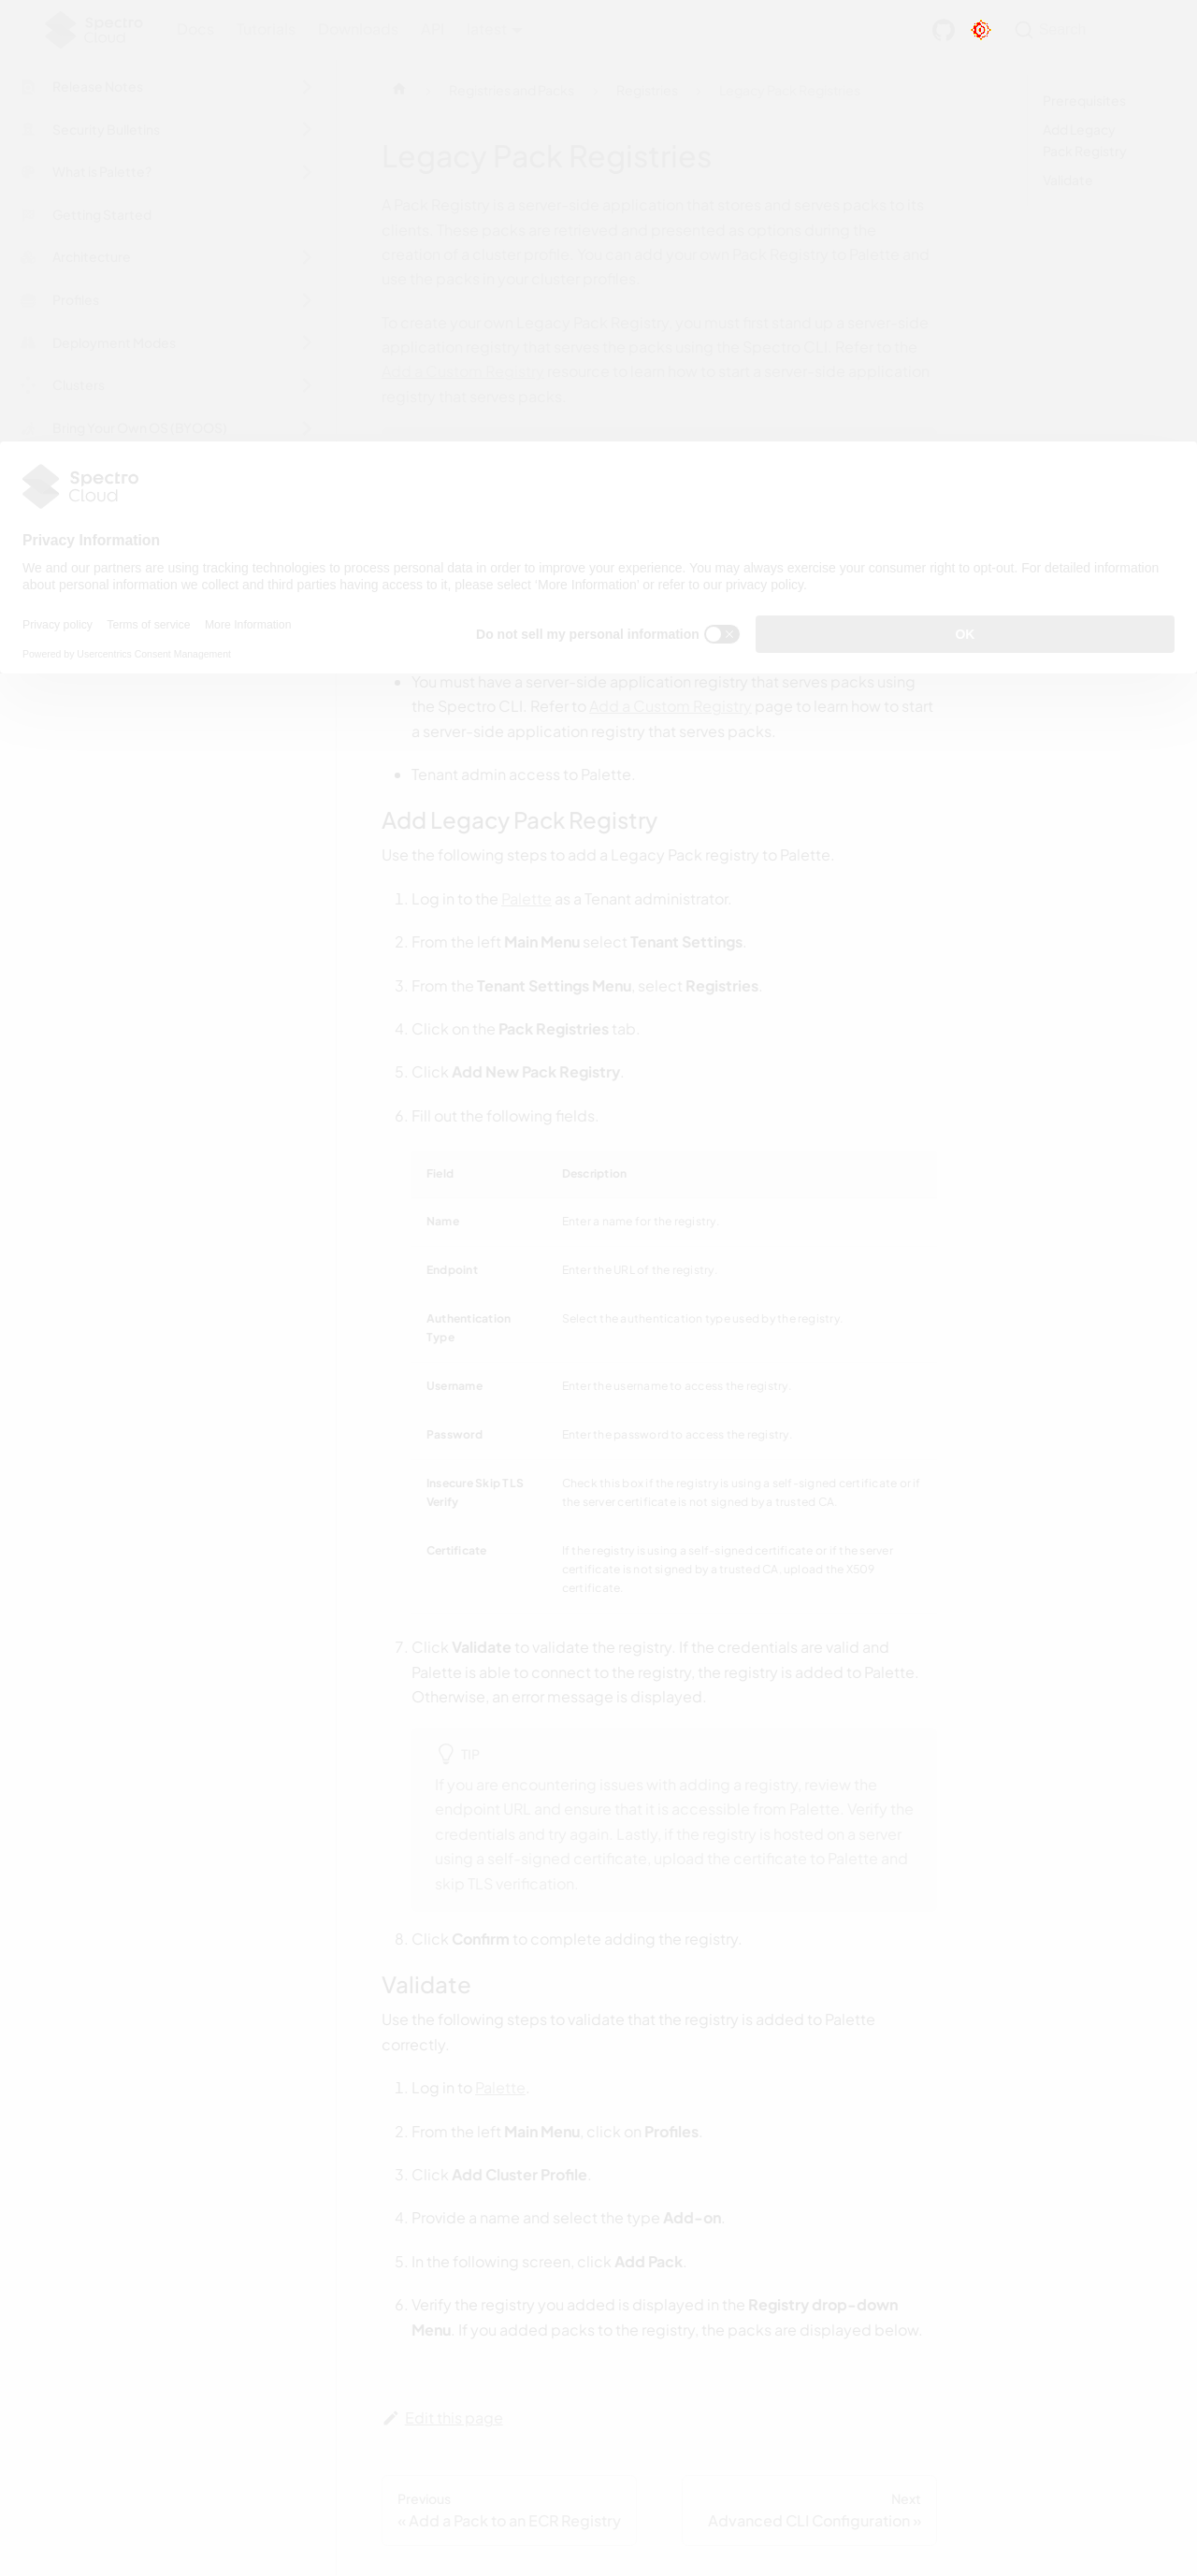 Spectro
Cloud
Docs
Tutorials
Downloads
API
latest
Search
Release Notes
Security Bulletins
What is Palette?
Getting Started
Architecture
Profiles
Deployment Modes
Clusters
Bring Your Own OS (BYOOS)
Registries and Packs
Registries
Legacy Pack Registries
Prerequisites
Add Legacy
Pack Registry
Validate
Legacy Pack Registries
A Pack Registry is a server-side application that stores and serves packs to its
clients. These packs are retrieved and presented as options during the
creation of a cluster profile. You can add your own Pack Registry to Palette and
use the packs in your cluster profiles.
To create your own Legacy Pack Registry, you must first stand up a server-side
application registry that serves the packs using the Spectro CLI. Refer to the
Add a Custom Registry resource to learn how to start a server-side application
registry that serves packs.
Spectro
Cloud
Privacy Information
We and our partners are using tracking technologies to process personal data in order to improve your experience. You may always exercise your consumer right to opt-out. For detailed information
about personal information we collect and third parties having access to it, please select 'More Information' or refer to our privacy policy.
Privacy policy
Terms of service
More Information
Powered by Usercentrics Consent Management
Do not sell my personal information
OK
You must have a server-side application registry that serves packs using
the Spectro CLI. Refer to Add a Custom Registry page to learn how to start
a server-side application registry that serves packs.
Tenant admin access to Palette.
Add Legacy Pack Registry
Use the following steps to add a Legacy Pack registry to Palette.
1. Log in to the Palette as a Tenant administrator.
2. From the left Main Menu select Tenant Settings.
3. From the Tenant Settings Menu, select Registries.
4. Click on the Pack Registries tab.
5. Click Add New Pack Registry.
6. Fill out the following fields.
Field Description
Name Enter a name for the registry.
Endpoint Enter the URL of the registry.
Authentication Select the authentication type used by the registry.
Type
Username Enter the username to access the registry.
Password Enter the password to access the registry.
Insecure Skip TLS Check this box if the registry is using a self-signed certificate or if
Verify the server certificate is not signed by a trusted CA.
Certificate If the registry is using a self-signed certificate or if the server
certificate is not signed by a trusted CA, upload the X509
certificate.
7. Click Validate to validate the registry. If the credentials are valid and
Palette is able to connect to the registry, the registry is added to Palette.
Otherwise, an error message is displayed.
TIP
If you are encountering issues with adding a registry, review the
endpoint URL and ensure that it is accessible from Palette. Verify the
credentials and try again. Lastly, if the registry is hosted on a server
using a self-signed certificate, upload the certificate to Palette and
skip TLS verification.
8. Click Confirm to complete adding the registry.
Validate
Use the following steps to validate that the registry is added to Palette
correctly.
1. Log in to Palette.
2. From the left Main Menu, click on Profiles.
3. Click Add Cluster Profile.
4. Provide a name and select the type Add-on.
5. In the following screen, click Add Pack.
6. Verify the registry you added is displayed in the Registry drop-down
Menu. If you added packs to the registry, the packs are displayed below.
Edit this page
Previous
« Add a Pack to an ECR Registry
Next
Advanced CLI Configuration »